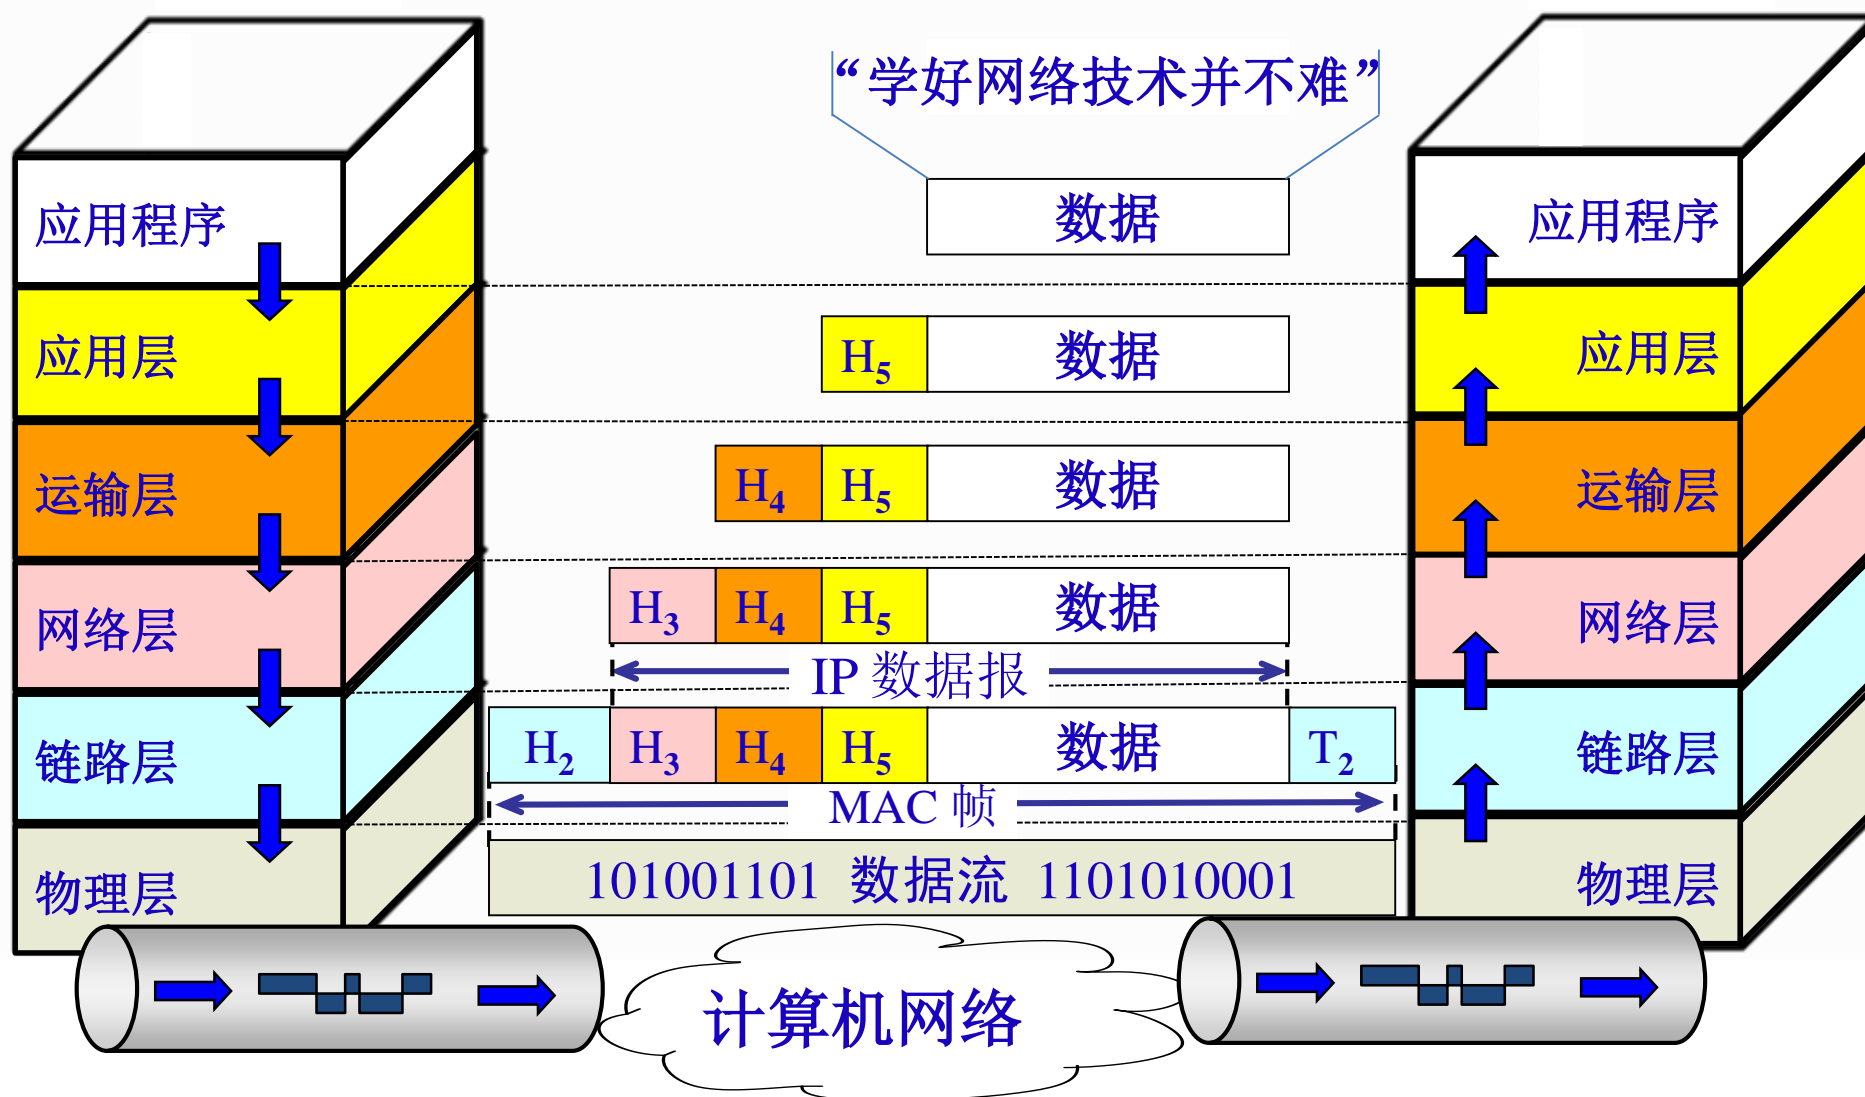 “学好网络技术并不难”
数据
应用程序
应用程序
H5 数据
应用层
应用层
H4 H5 数据
运输层
运输层
H3 H4 H5 数据
网络层
网络层
IP 数据报
H2 H3 H4 H5 数据 T2
链路层
链路层
MAC 帧
101001101 数据流 1101010001
物理层
物理层
计算机网络